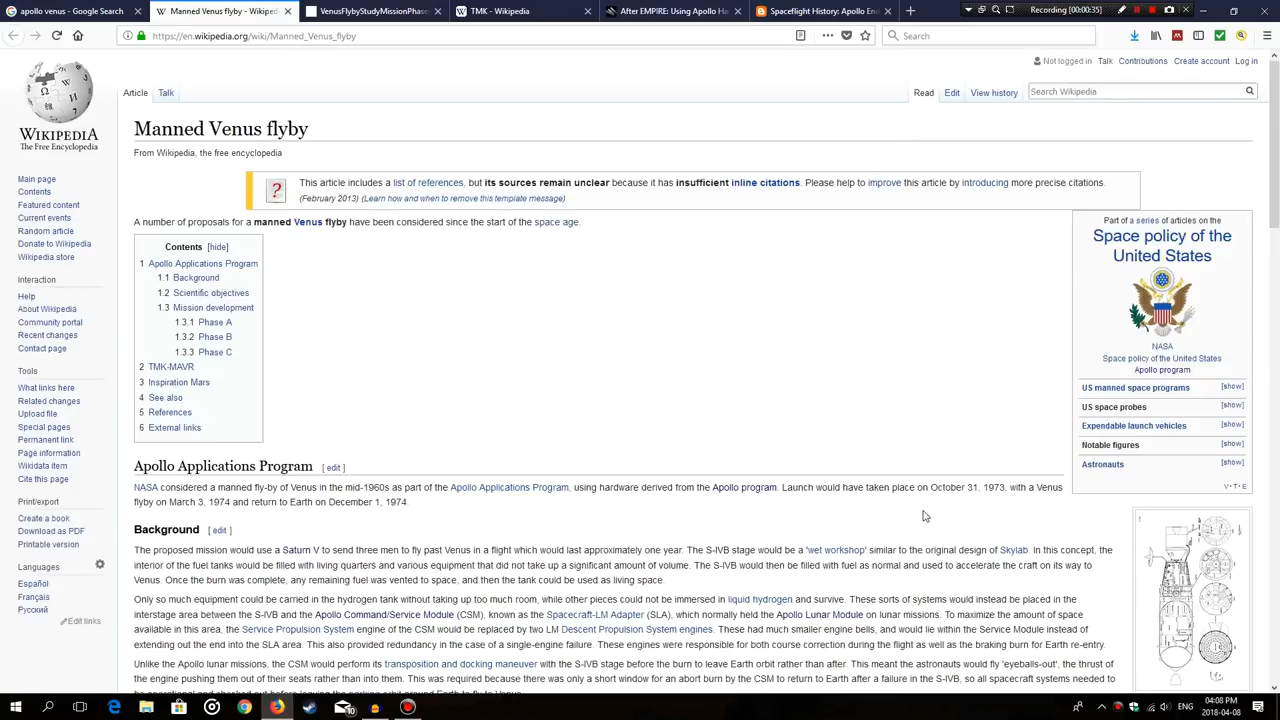 apollo venus - Google Search
Manned Venus flyby - Wikiped
VenusFlybyStudyMissionPhas
TMK - Wikipedia
After EMPIRE: Using Apollo Ha
Spaceflight History: Apollo En
Recording [00:00:35]
https://en.wikipedia.org/wiki/Manned_Venus_flyby
Search
Not logged in Talk Contributions Create account Log in
Article Talk
Read Edit View history
Search Wikipedia
WIKIPEDIA
The Free Encyclopedia
Main page
Contents
Featured content
Current events
Random article
Donate to Wikipedia
Wikipedia store
Interaction
Help
About Wikipedia
Community portal
Recent changes
Contact page
Tools
What links here
Related changes
Upload file
Special pages
Permanent link
Page information
Wikidata item
Cite this page
Print/export
Create a book
Download as PDF
Printable version
Languages
Español
Français
Русский
Edit links
Manned Venus flyby
From Wikipedia, the free encyclopedia
?
This article includes a list of references, but its sources remain unclear because it has insufficient inline citations. Please help to improve this article by introducing more precise citations.
(February 2013) (Learn how and when to remove this template message)
A number of proposals for a manned Venus flyby have been considered since the start of the space age.
Contents [hide]
1 Apollo Applications Program
1.1 Background
1.2 Scientific objectives
1.3 Mission development
1.3.1 Phase A
1.3.2 Phase B
1.3.3 Phase C
2 TMK-MAVR
3 Inspiration Mars
4 See also
5 References
6 External links
Part of a series of articles on the
Space policy of the
United States
NASA
Space policy of the United States
Apollo program
US manned space programs [show]
US space probes [show]
Expendable launch vehicles [show]
Notable figures [show]
Astronauts [show]
V·T·E
Apollo Applications Program [ edit ]
NASA considered a manned fly-by of Venus in the mid-1960s as part of the Apollo Applications Program, using hardware derived from the Apollo program. Launch would have taken place on October 31, 1973, with a Venus
flyby on March 3, 1974 and return to Earth on December 1, 1974.
Background [ edit ]
The proposed mission would use a Saturn V to send three men to fly past Venus in a flight which would last approximately one year. The S-IVB stage would be a 'wet workshop' similar to the original design of Skylab. In this concept, the
interior of the fuel tanks would be filled with living quarters and various equipment that did not take up a significant amount of volume. The S-IVB would then be filled with fuel as normal and used to accelerate the craft on its way to
Venus. Once the burn was complete, any remaining fuel was vented to space, and then the tank could be used as living space.
Only so much equipment could be carried in the hydrogen tank without taking up too much room, while other pieces could not be immersed in liquid hydrogen and survive. These sorts of systems would instead be placed in the
interstage area between the S-IVB and the Apollo Command/Service Module (CSM), known as the Spacecraft-LM Adapter (SLA), which normally held the Apollo Lunar Module on lunar missions. To maximize the amount of space
available in this area, the Service Propulsion System engine of the CSM would be replaced by two LM Descent Propulsion System engines. These had much smaller engine bells, and would lie within the Service Module instead of
extending out the end into the SLA area. This also provided redundancy in the case of a single-engine failure. These engines were responsible for both course correction during the flight as well as the braking burn for Earth re-entry.
Unlike the Apollo lunar missions, the CSM would perform its transposition and docking maneuver with the S-IVB stage before the burn to leave Earth orbit rather than after. This meant the astronauts would fly 'eyeballs-out', the thrust of
the engine pushing them out of their seats rather than into them. This was required because there was only a short window for an abort burn by the CSM to return to Earth after a failure in the S-IVB, so all spacecraft systems needed to
be operational and checked out before leaving the parking orbit around Earth to fly to Venus.
ENG
04:08 PM
2018-04-08